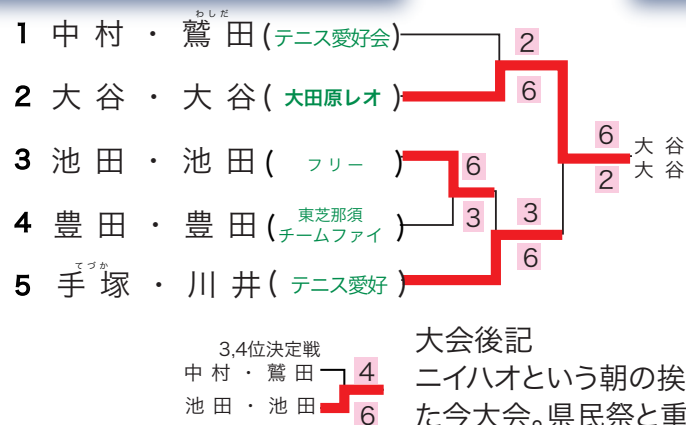 わしだ
1 中村・鷲田(テニス愛好会)
2
6
2 大谷・大谷(大田原レオ)
6
2
大谷
大谷
3 池田・池田(フリー)
6
3
3
6
4 豊田・豊田(東芝那須
チームファイ)
てづか
5 手塚・川井(テニス愛好)
3,4位決定戦
中村・鷲田
4
池田・池田
6
大会後記
ニイハオという朝の挨
た今大会。県民祭と重